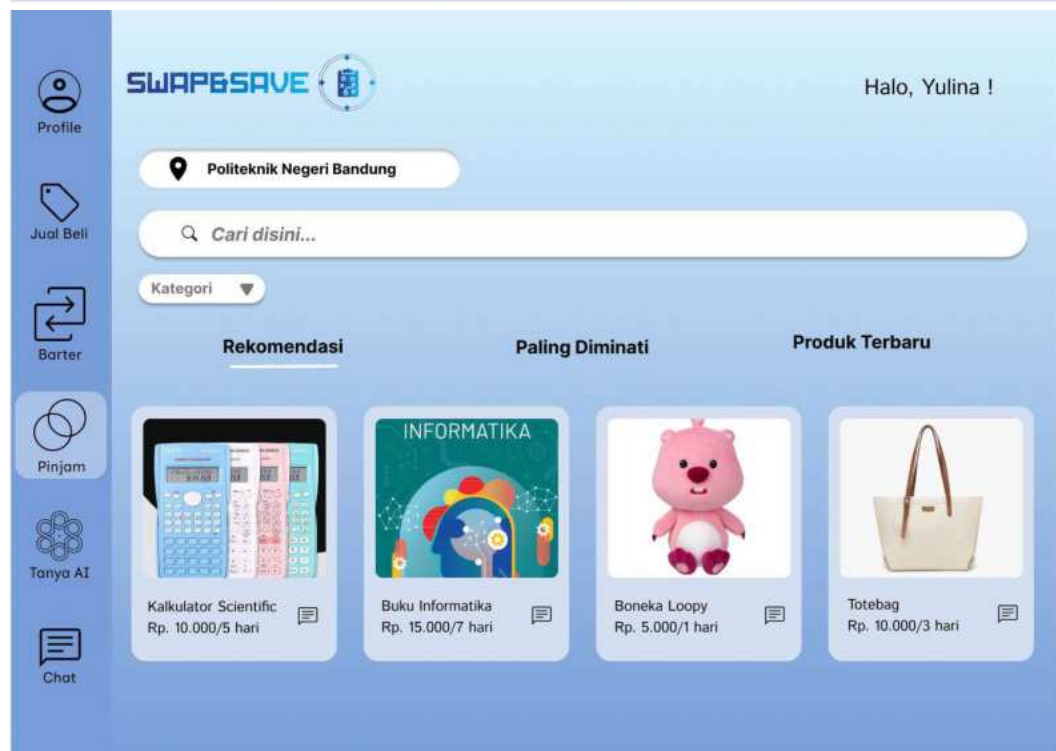 Profile
Jual Beli
Barter
Pinjam
Tanya AI
Chat
SWAP&SAVE
Halo, Yulina !
Politeknik Negeri Bandung
Cari disini...
Kategori
Rekomendasi
Paling Diminati
Produk Terbaru
INFORMATIKA
Kalkulator Scientific
Rp. 10.000/5 hari
Buku Informatika
Rp. 15.000/7 hari
Boneka Loopy
Rp. 5.000/1 hari
Totebag
Rp. 10.000/3 hari